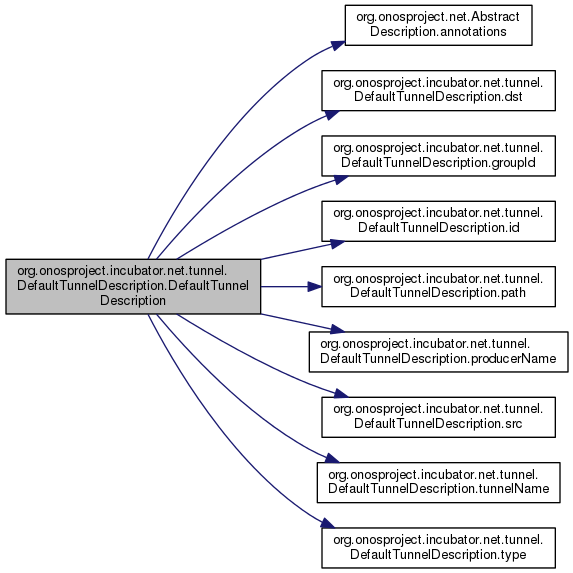 org.onosproject.net.Abstract
Description.annotations
org.onosproject.incubator.net.tunnel.
DefaultTunnelDescription.dst
org.onosproject.incubator.net.tunnel.
DefaultTunnelDescription.groupId
org.onosproject.incubator.net.tunnel.
DefaultTunnelDescription.id
org.onosproject.incubator.net.tunnel.
DefaultTunnelDescription.DefaultTunnel
Description
org.onosproject.incubator.net.tunnel.
DefaultTunnelDescription.path
org.onosproject.incubator.net.tunnel.
DefaultTunnelDescription.producerName
org.onosproject.incubator.net.tunnel.
DefaultTunnelDescription.src
org.onosproject.incubator.net.tunnel.
DefaultTunnelDescription.tunnelName
org.onosproject.incubator.net.tunnel.
DefaultTunnelDescription.type